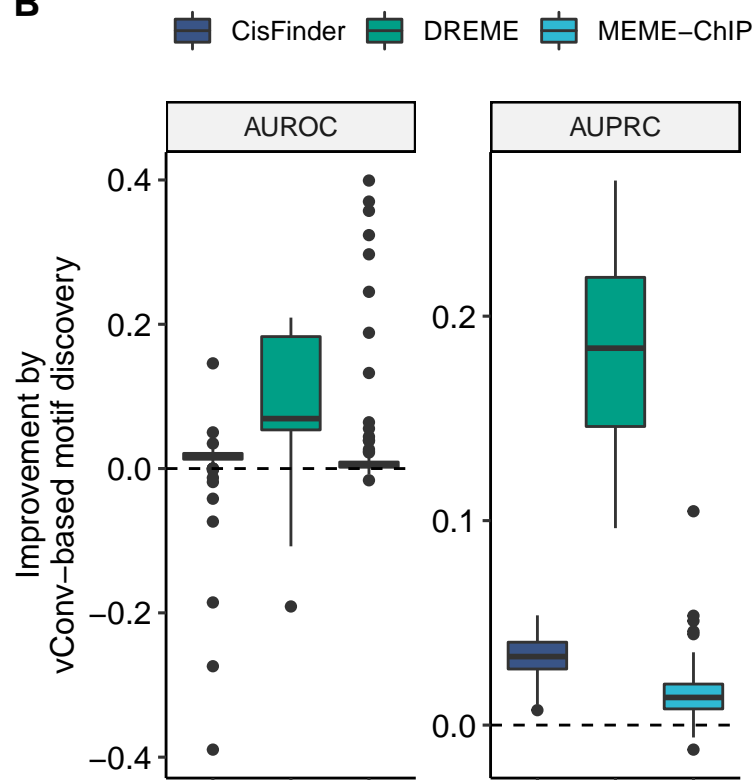 B
CisFinder DREME MEME−ChIP
AUROC AUPRC
Improvement by
vConv−based motif discovery
0.4
0.2
0.0
−0.2
−0.4
0.2
0.1
0.0